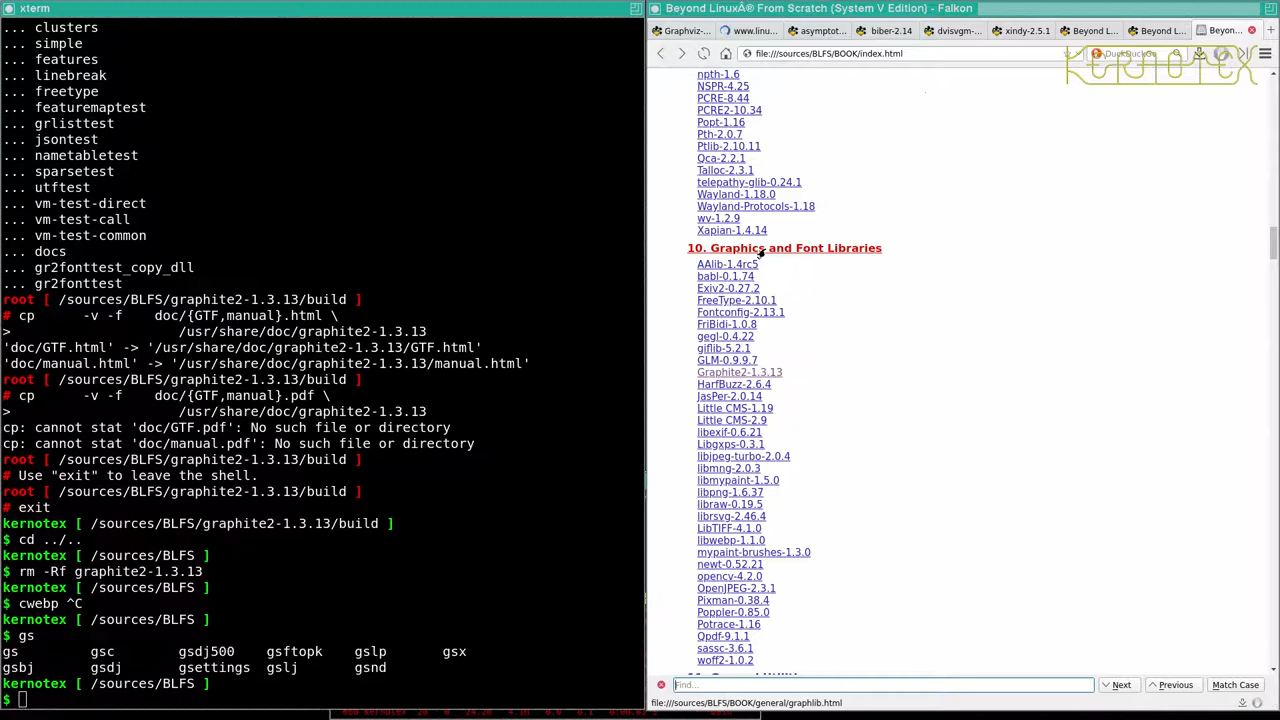 xterm
... clusters
... simple
... features
... linebreak
... freetype
... featuremaptest
... grlisttest
... jsontest
... nametabletest
... sparsetest
... utftest
... vm-test-direct
... vm-test-call
... vm-test-common
... docs
... gr2fonttest_copy_dll
... gr2fonttest
root [ /sources/BLFS/graphite2-1.3.13/build ]
# cp -v -f doc/{GTF,manual}.html \
> /usr/share/doc/graphite2-1.3.13
'doc/GTF.html' -> '/usr/share/doc/graphite2-1.3.13/GTF.html'
'doc/manual.html' -> '/usr/share/doc/graphite2-1.3.13/manual.html'
root [ /sources/BLFS/graphite2-1.3.13/build ]
# cp -v -f doc/{GTF,manual}.pdf \
> /usr/share/doc/graphite2-1.3.13
cp: cannot stat 'doc/GTF.pdf': No such file or directory
cp: cannot stat 'doc/manual.pdf': No such file or directory
root [ /sources/BLFS/graphite2-1.3.13/build ]
# Use "exit" to leave the shell.
root [ /sources/BLFS/graphite2-1.3.13/build ]
# exit
kernotex [ /sources/BLFS/graphite2-1.3.13/build ]
$ cd ../..
kernotex [ /sources/BLFS ]
$ rm -Rf graphite2-1.3.13
kernotex [ /sources/BLFS ]
$ cwebp ^C
kernotex [ /sources/BLFS ]
$ gs
gs gsc gsdj500 gsftopk gslp gsx
gsbj gsdj gsettings gslj gsnd
kernotex [ /sources/BLFS ]
$
Beyond LinuxÂ® From Scratch (System V Edition) - Falkon
Graphviz-... www.linu... asymptot... biber-2.14 dvisvgm-... xindy-2.5.1 Beyond L... Beyond L... Beyon...
file:///sources/BLFS/BOOK/index.html
DuckDuckGo
KERNOTEX
npth-1.6
NSPR-4.25
PCRE-8.44
PCRE2-10.34
Popt-1.16
Pth-2.0.7
Ptlib-2.10.11
Qca-2.2.1
Talloc-2.3.1
telepathy-glib-0.24.1
Wayland-1.18.0
Wayland-Protocols-1.18
wv-1.2.9
Xapian-1.4.14
10. Graphics and Font Libraries
AAlib-1.4rc5
babl-0.1.74
Exiv2-0.27.2
FreeType-2.10.1
Fontconfig-2.13.1
FriBidi-1.0.8
gegl-0.4.22
giflib-5.2.1
GLM-0.9.9.7
Graphite2-1.3.13
HarfBuzz-2.6.4
JasPer-2.0.14
Little CMS-1.19
Little CMS-2.9
libexif-0.6.21
Libgxps-0.3.1
libjpeg-turbo-2.0.4
libmng-2.0.3
libmypaint-1.5.0
libpng-1.6.37
libraw-0.19.5
librsvg-2.46.4
LibTIFF-4.1.0
libwebp-1.1.0
mypaint-brushes-1.3.0
newt-0.52.21
opencv-4.2.0
OpenJPEG-2.3.1
Pixman-0.38.4
Poppler-0.85.0
Potrace-1.16
Qpdf-9.1.1
sassc-3.6.1
woff2-1.0.2
Find... Next Previous Match Case
file:///sources/BLFS/BOOK/general/graphlib.html